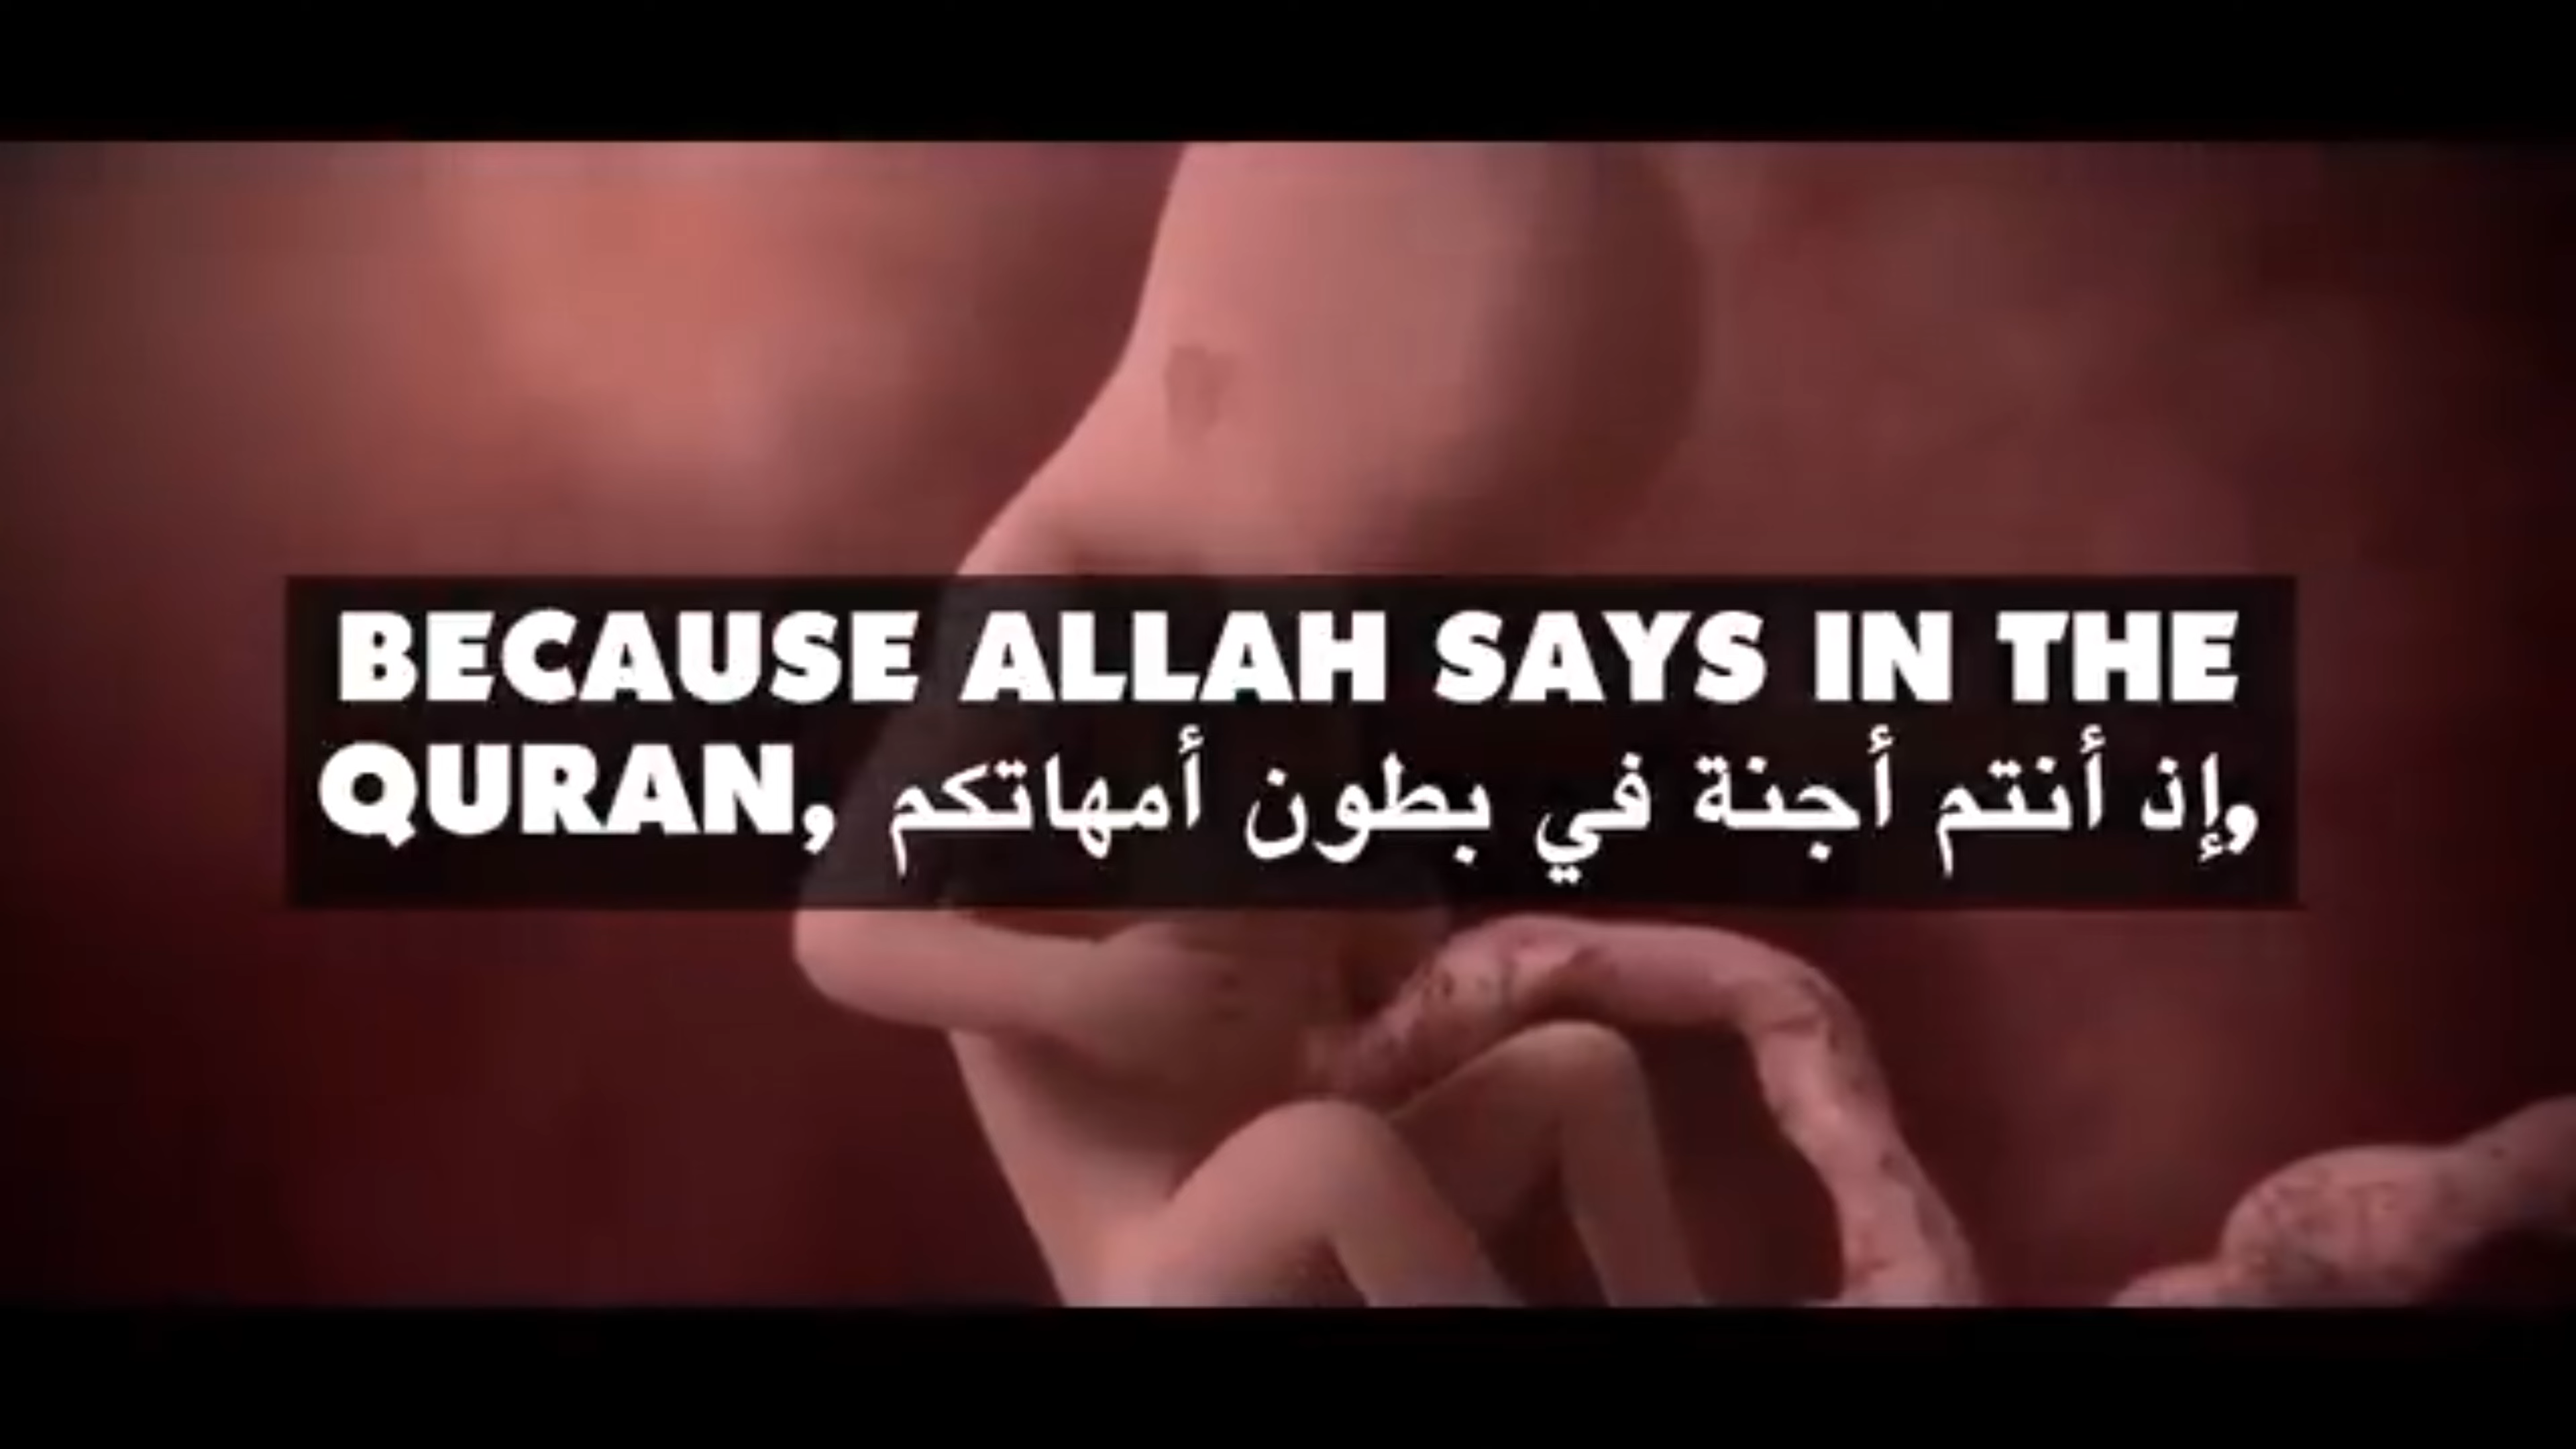 BECAUSE ALLAH SAYS IN THE
QURAN, وإذ أنتم أجنة في بطون أمهاتكم